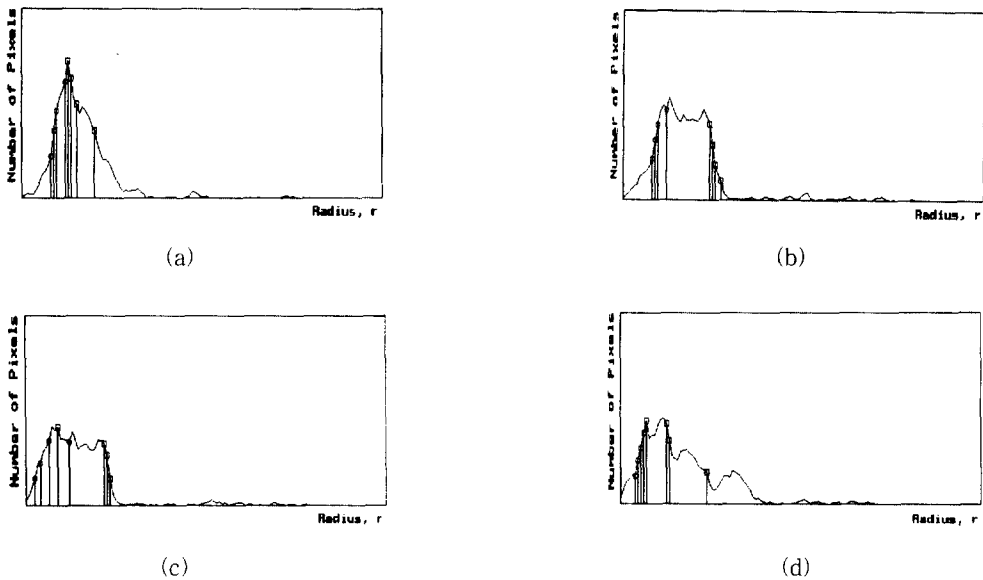 Number of Pixels
Radius, r
(a)
Number of Pixels
Radius, r
(b)
Number of Pixels
Radius, r
(c)
Number of Pixels
Radius, r
(d)